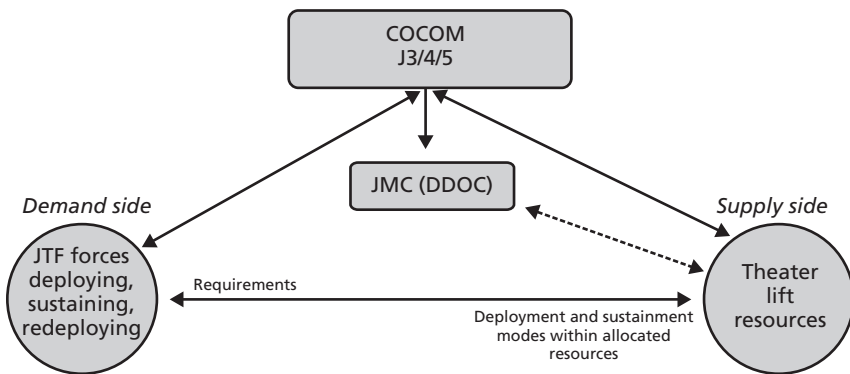 COCOM
J3/4/5
JMC (DDOC)
Demand side
Supply side
JTF forces
deploying,
sustaining,
redeploying
Requirements
Deployment and sustainment
modes within allocated
resources
Theater
lift
resources